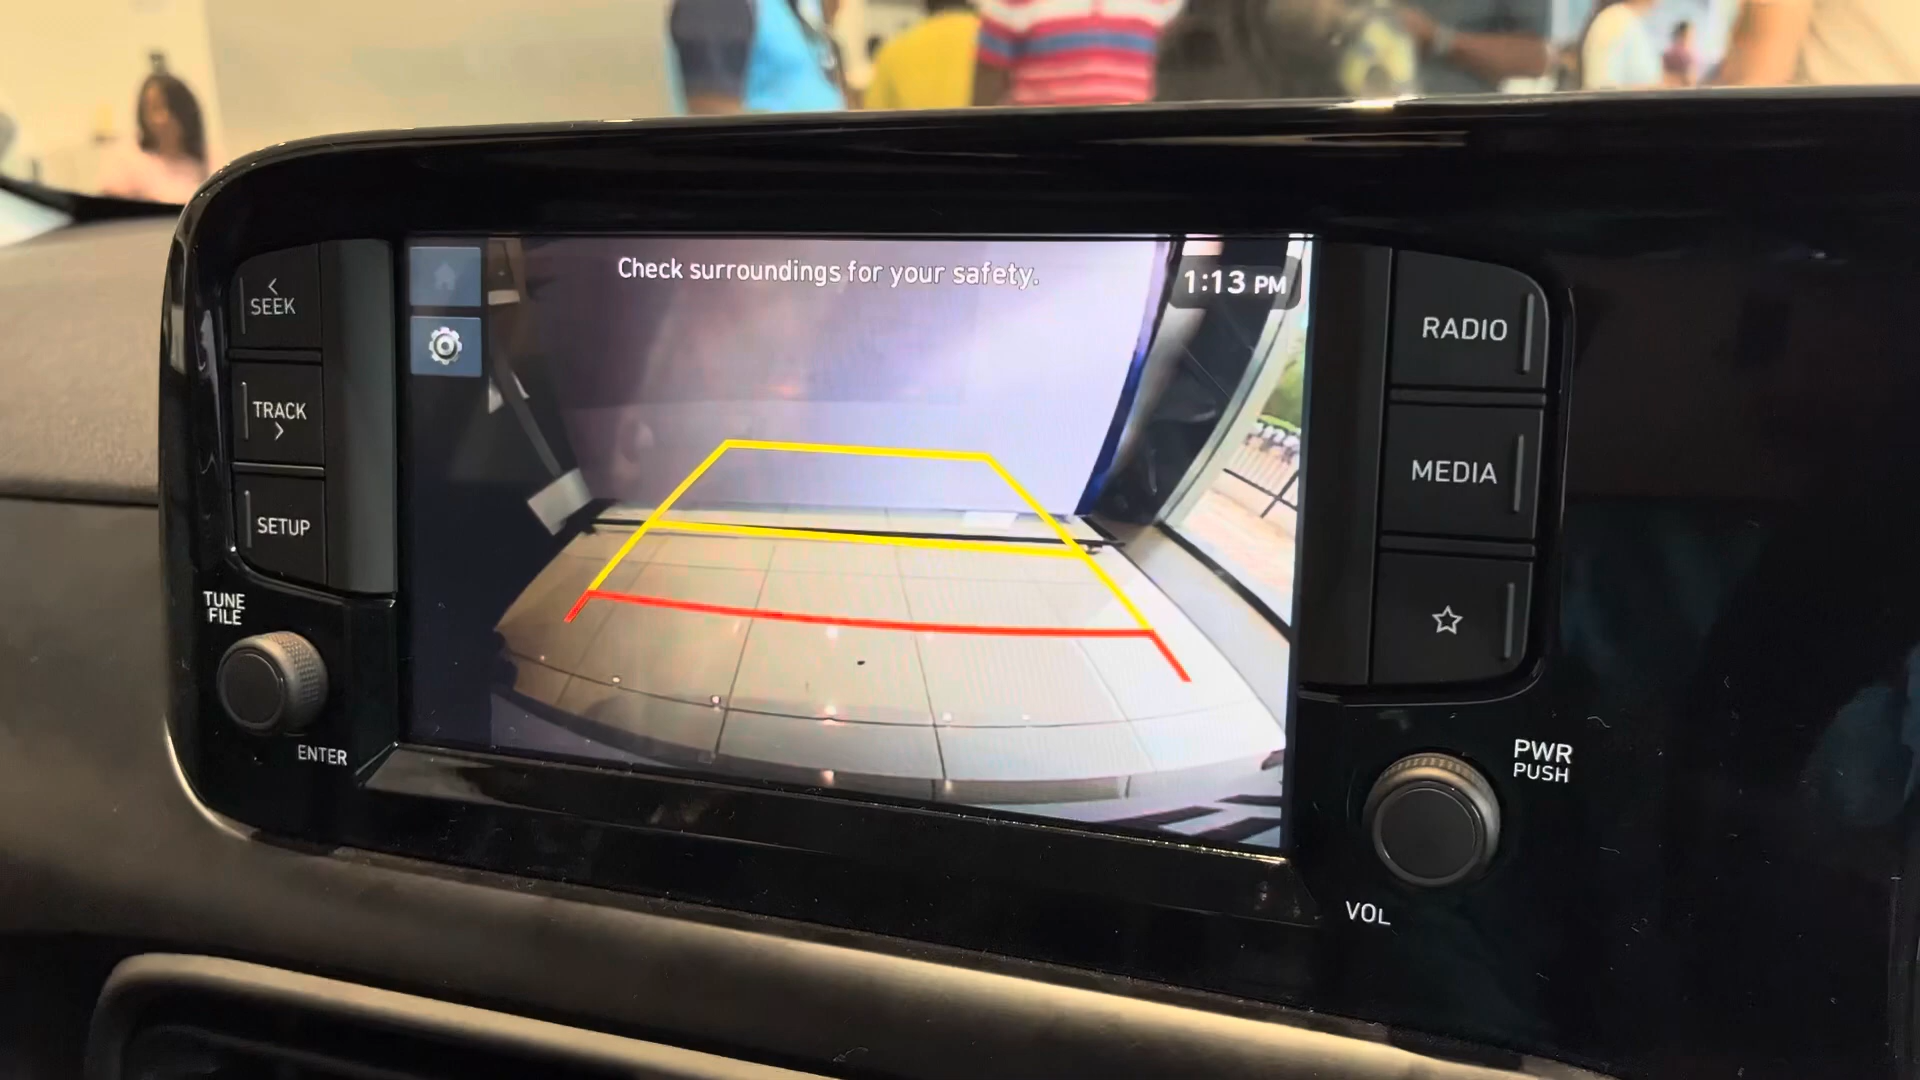 Check surroundings for your safety.
1:13 PM
< SEEK
TRACK >
SETUP
TUNE
FILE
ENTER
RADIO
MEDIA
PWR
PUSH
VOL